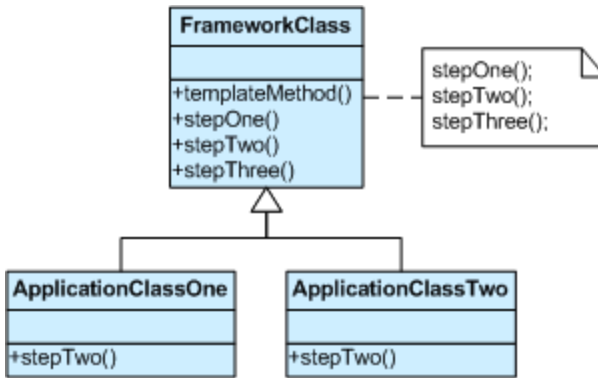 FrameworkClass
+templateMethod()
+stepOne()
+stepTwo()
+stepThree()
stepOne();
stepTwo();
stepThree();
ApplicationClassOne
+stepTwo()
ApplicationClassTwo
+stepTwo()